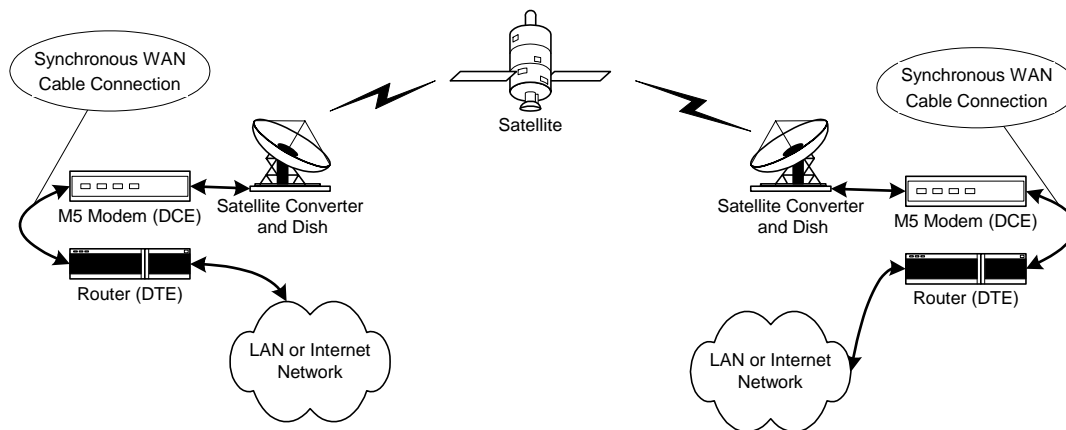 Synchronous WAN
Cable Connection
Satellite
Synchronous WAN
Cable Connection
M5 Modem (DCE)
Satellite Converter
and Dish
Satellite Converter
and Dish
M5 Modem (DCE)
Router (DTE)
Router (DTE)
LAN or Internet
Network
LAN or Internet
Network